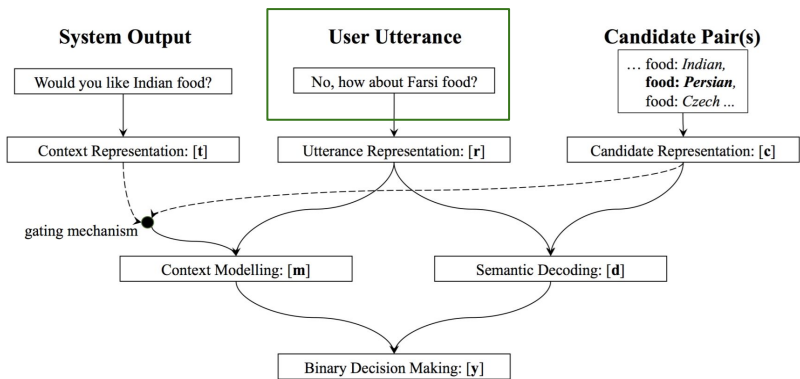 System Output
User Utterance
Candidate Pair(s)
Would you like Indian food?
No, how about Farsi food?
... food: Indian,
food: Persian,
food: Czech ...
Context Representation: [t]
Utterance Representation: [r]
Candidate Representation: [c]
gating mechanism
Context Modelling: [m]
Semantic Decoding: [d]
Binary Decision Making: [y]